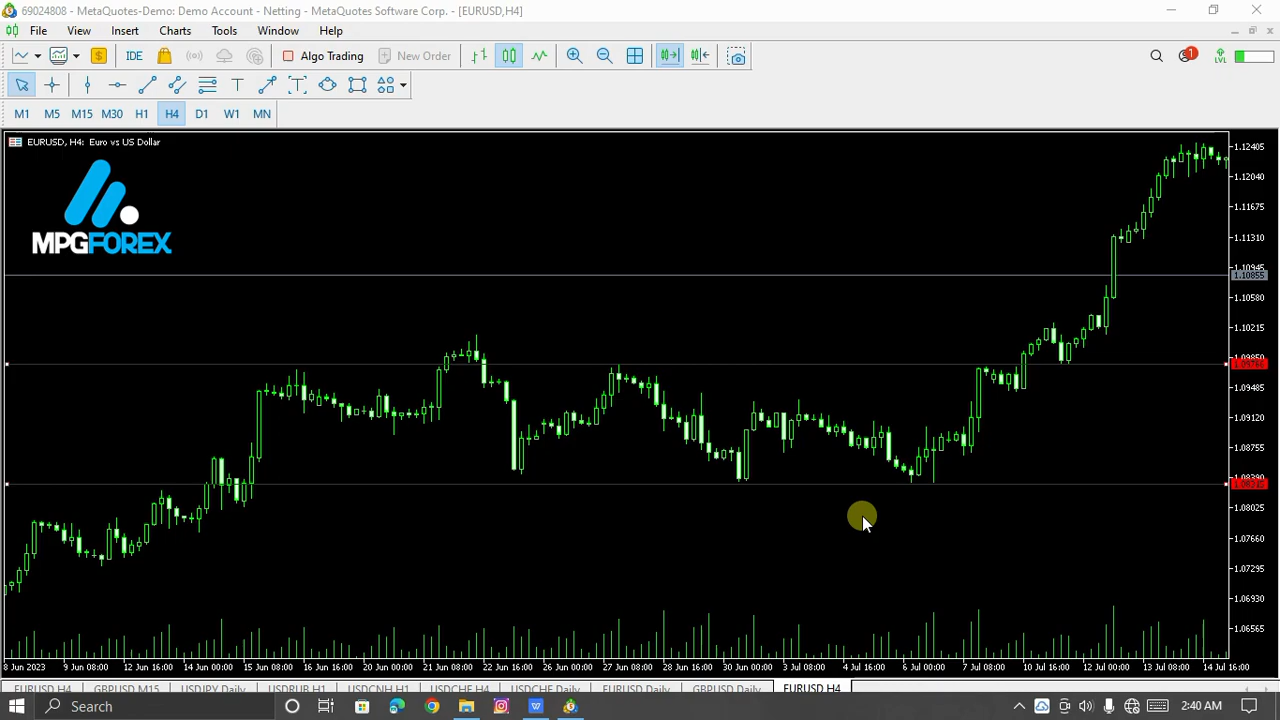 69024808 - MetaQuotes-Demo: Demo Account - Netting - MetaQuotes Software Corp. - [EURUSD,H4]
File View Insert Charts Tools Window Help
IDE Algo Trading New Order 1 LVL
T T
M1 M5 M15 M30 H1 H4 D1 W1 MN
EURUSD, H4: Euro vs US Dollar
MPGFOREX
1.12405
1.12040
1.11675
1.11310
1.10945
1.10855
1.10580
1.10215
1.09485
1.09120
1.08755
1.08390
1.08025
1.07660
1.07295
1.06930
1.06565
8 Jun 2023 9 Jun 08:00 12 Jun 16:00 14 Jun 00:00 15 Jun 08:00 16 Jun 16:00 20 Jun 00:00 21 Jun 08:00 22 Jun 16:00 26 Jun 00:00 27 Jun 08:00 28 Jun 16:00 30 Jun 00:00 3 Jul 08:00 4 Jul 16:00 6 Jul 00:00 7 Jul 08:00 10 Jul 16:00 12 Jul 00:00 13 Jul 08:00 14 Jul 16:00
EURUSD H4 GBPUSD M15 USDJPY Daily USDRUB H1 USDCNH H1 USDCHF H4 USDCHF Daily EURUSD Daily GBPUSD Daily EURUSD H4
Search 2:40 AM